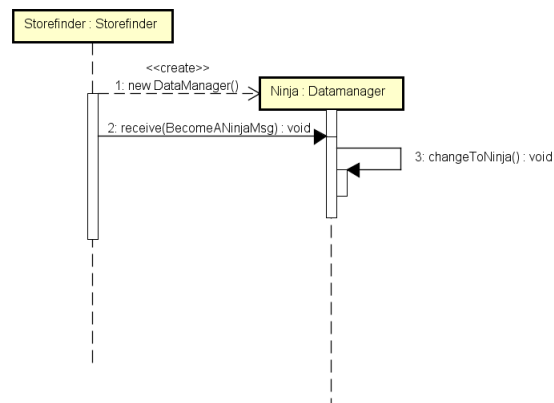 Storefinder : Storefinder
<<create>>
1: new DataManager()
Ninja : Datamanager
2: receive(BecomeANinjaMsg) : void
3: changeToNinja() : void